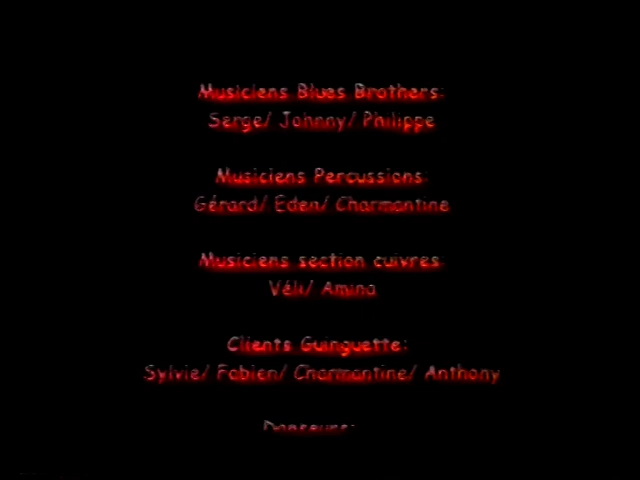 Musiciens Blues Brothers:
Serge/ Johnny/ Philippe
Musiciens Percussions:
Gérard/ Eden/ Charmantine
Musiciens section cuivres:
Véli/ Amina
Clients Guinguette:
Sylvie/ Fabien/ Charmantine/ Anthony
Danseurs: